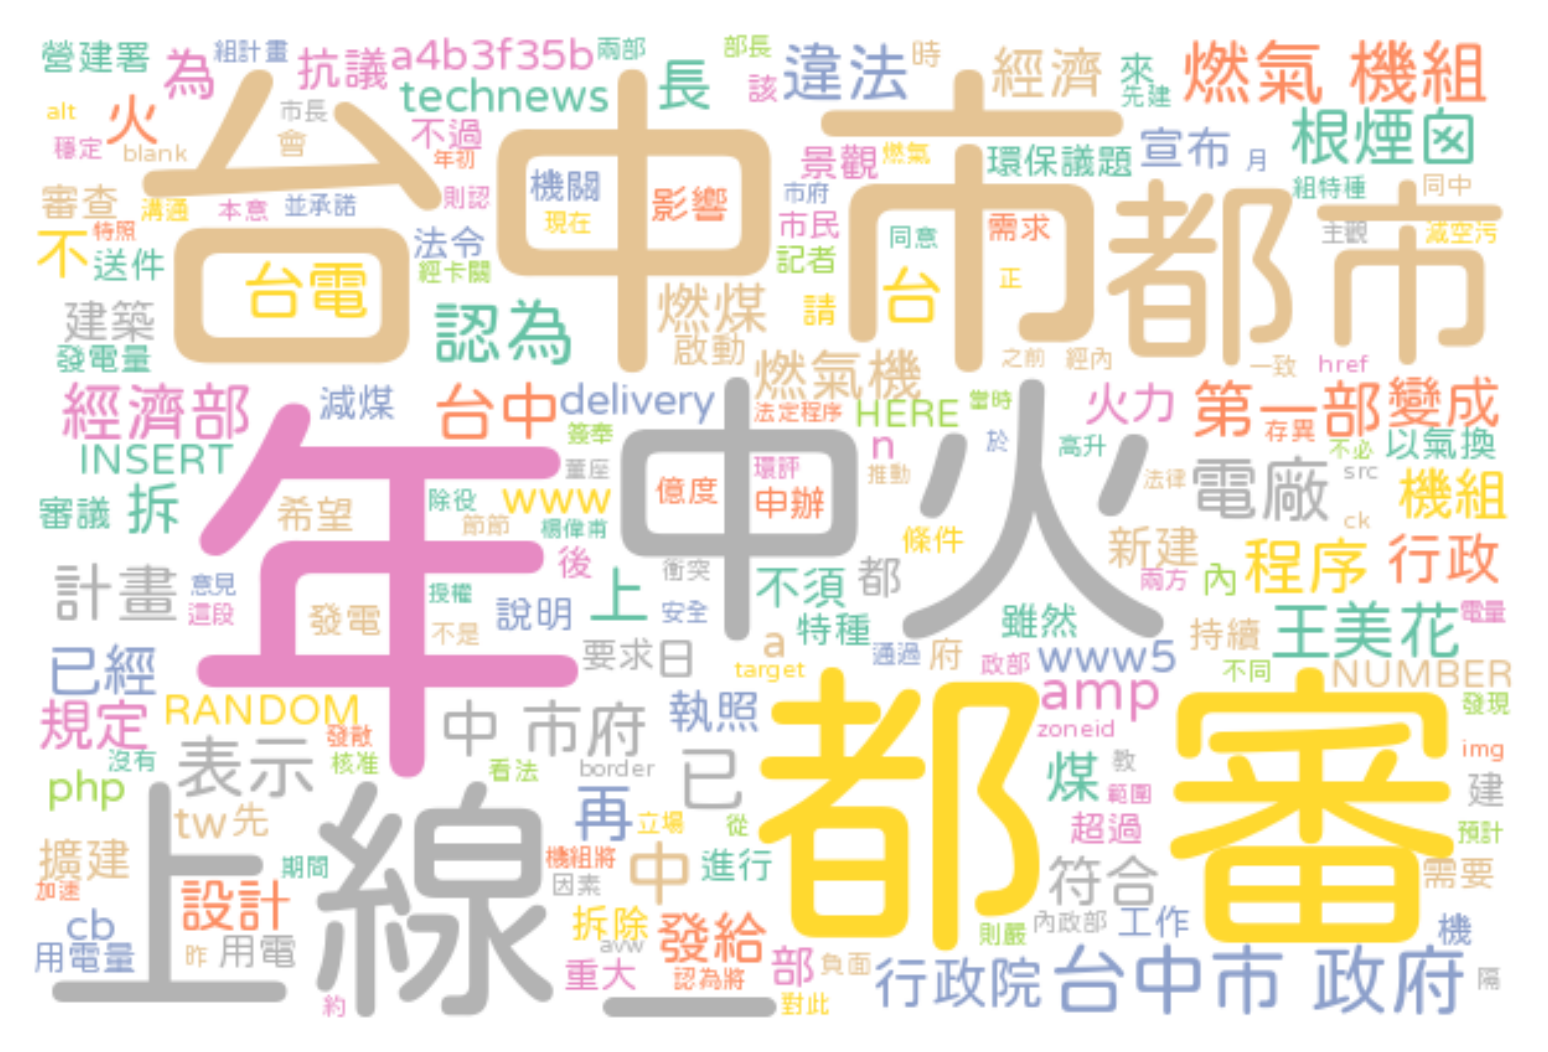 營建署 為 組計畫 抗議 a4b3f35b 兩部 部長 違法 時 經濟 來 燃氣 機組
alt 火 市長 technews 長 該 先建
穩定 blank 會 不過 年初 景觀 燃氣 環保議題 宣布 月 根煙囪
台中市 都市
審查 溝通 本意 並承諾 則認 機關 現在 影響 市府 市民 同意 需求 組特種 同中
不 特照 送件 台電 法令 經卡關 記者 台 正 主觀 減空污
建築 認為 燃煤 請
發電量 啟動 燃氣機 之前 經內 一致 href
經濟部 減煤 台中 delivery 法定程序 HERE 當時 火力 第一部 變成
INSERT 簽奉 董座 環評 n 推動 於 高升 存異 不必 以氣換
年 中火
審議 拆 希望 除役 節節 www 楊偉甫 億度 申辦 條件 法律 電廠 src 機組
ck
計畫 意見 這段 發電 授權 不是 後 說明 上 衝突 安全 不須 都 新建 兩方 內 程序 行政
要求 日 a 特種 雖然 持續 王美花 電量
已經 target 通過 府 政部 www5 不同 NUMBER
規定 RANDOM 發散 中 市府 執照 amp zoneid 發現
沒有 表示 核准 看法 border 已 煤 教 範圍 img
php 都審 建
上線
tw 先 再 立場 從 超過 預計
擴建 期間 機組將 因素 中 進行 符合 需要
加速 設計 拆除 發給 則嚴 內政部 工作 機
cb avw
用電量 昨 用電 重大 認為將 部 負面 行政院 台中市 政府 隔
約 一 對此